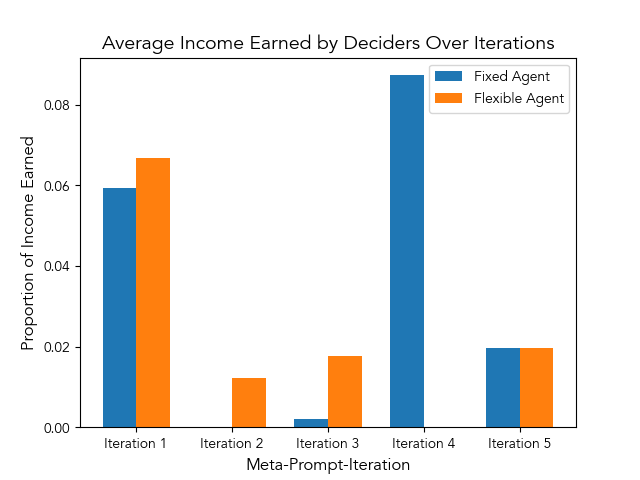 Average Income Earned by Deciders Over Iterations
Fixed Agent
Flexible Agent
Proportion of Income Earned
0.08
0.06
0.04
0.02
0.00
Iteration 1
Iteration 2
Iteration 3
Iteration 4
Iteration 5
Meta-Prompt-Iteration